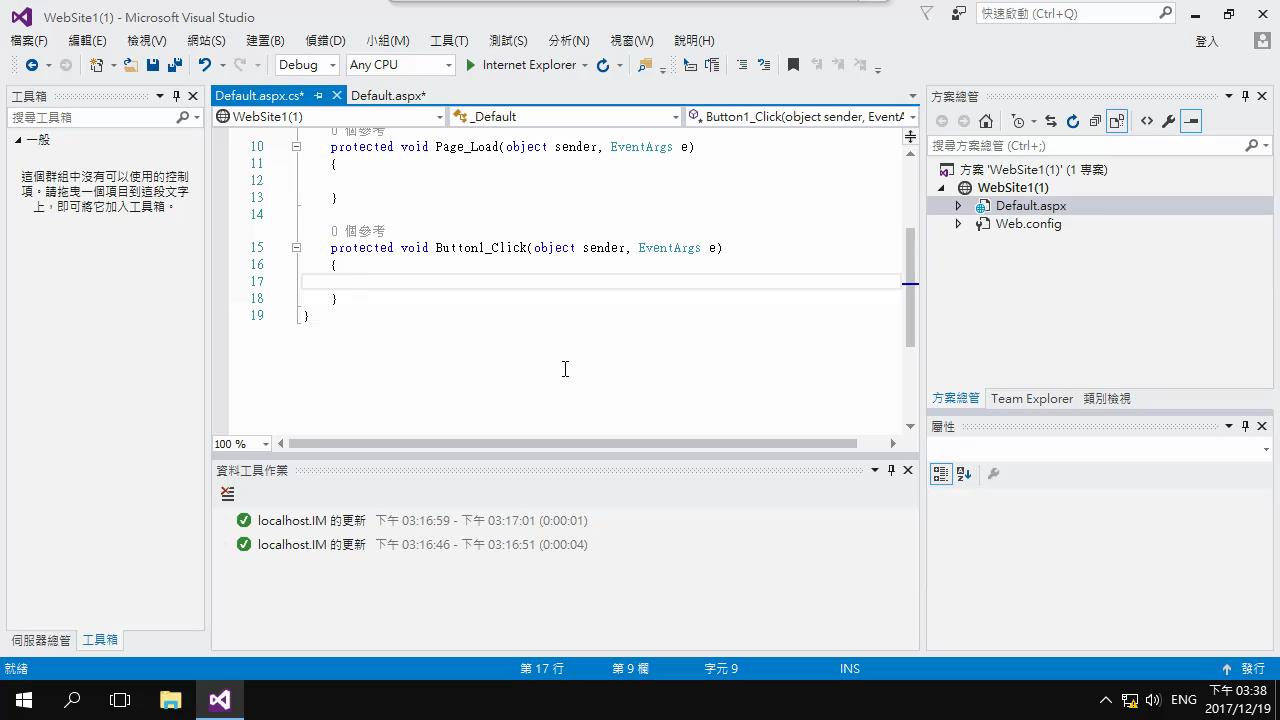 WebSite1(1) - Microsoft Visual Studio
快速啟動 (Ctrl+Q)
檔案(F) 編輯(E) 檢視(V) 網站(S) 建置(B) 偵錯(D) 小組(M) 工具(T) 測試(S) 分析(N) 視窗(W) 說明(H)
登入
Debug Any CPU Internet Explorer
工具箱
搜尋工具箱
一般
這個群組中沒有可以使用的控制
項。請拖曳一個項目到這段文字
上，即可將它加入工具箱。
伺服器總管 工具箱
Default.aspx.cs* Default.aspx*
WebSite1(1) _Default Button1_Click(object sender, EventA
0 個參考
10 protected void Page_Load(object sender, EventArgs e)
11 {
12
13 }
14
0 個參考
15 protected void Button1_Click(object sender, EventArgs e)
16 {
17
18 }
19 }
100 %
資料工具作業
localhost.IM 的更新 下午 03:16:59 - 下午 03:17:01 (0:00:01)
localhost.IM 的更新 下午 03:16:46 - 下午 03:16:51 (0:00:04)
方案總管
搜尋方案總管 (Ctrl+;)
方案 'WebSite1(1)' (1 專案)
WebSite1(1)
Default.aspx
Web.config
方案總管 Team Explorer 類別檢視
屬性
就緒 第 17 行 第 9 欄 字元 9 INS 發行
ENG
下午 03:38
2017/12/19